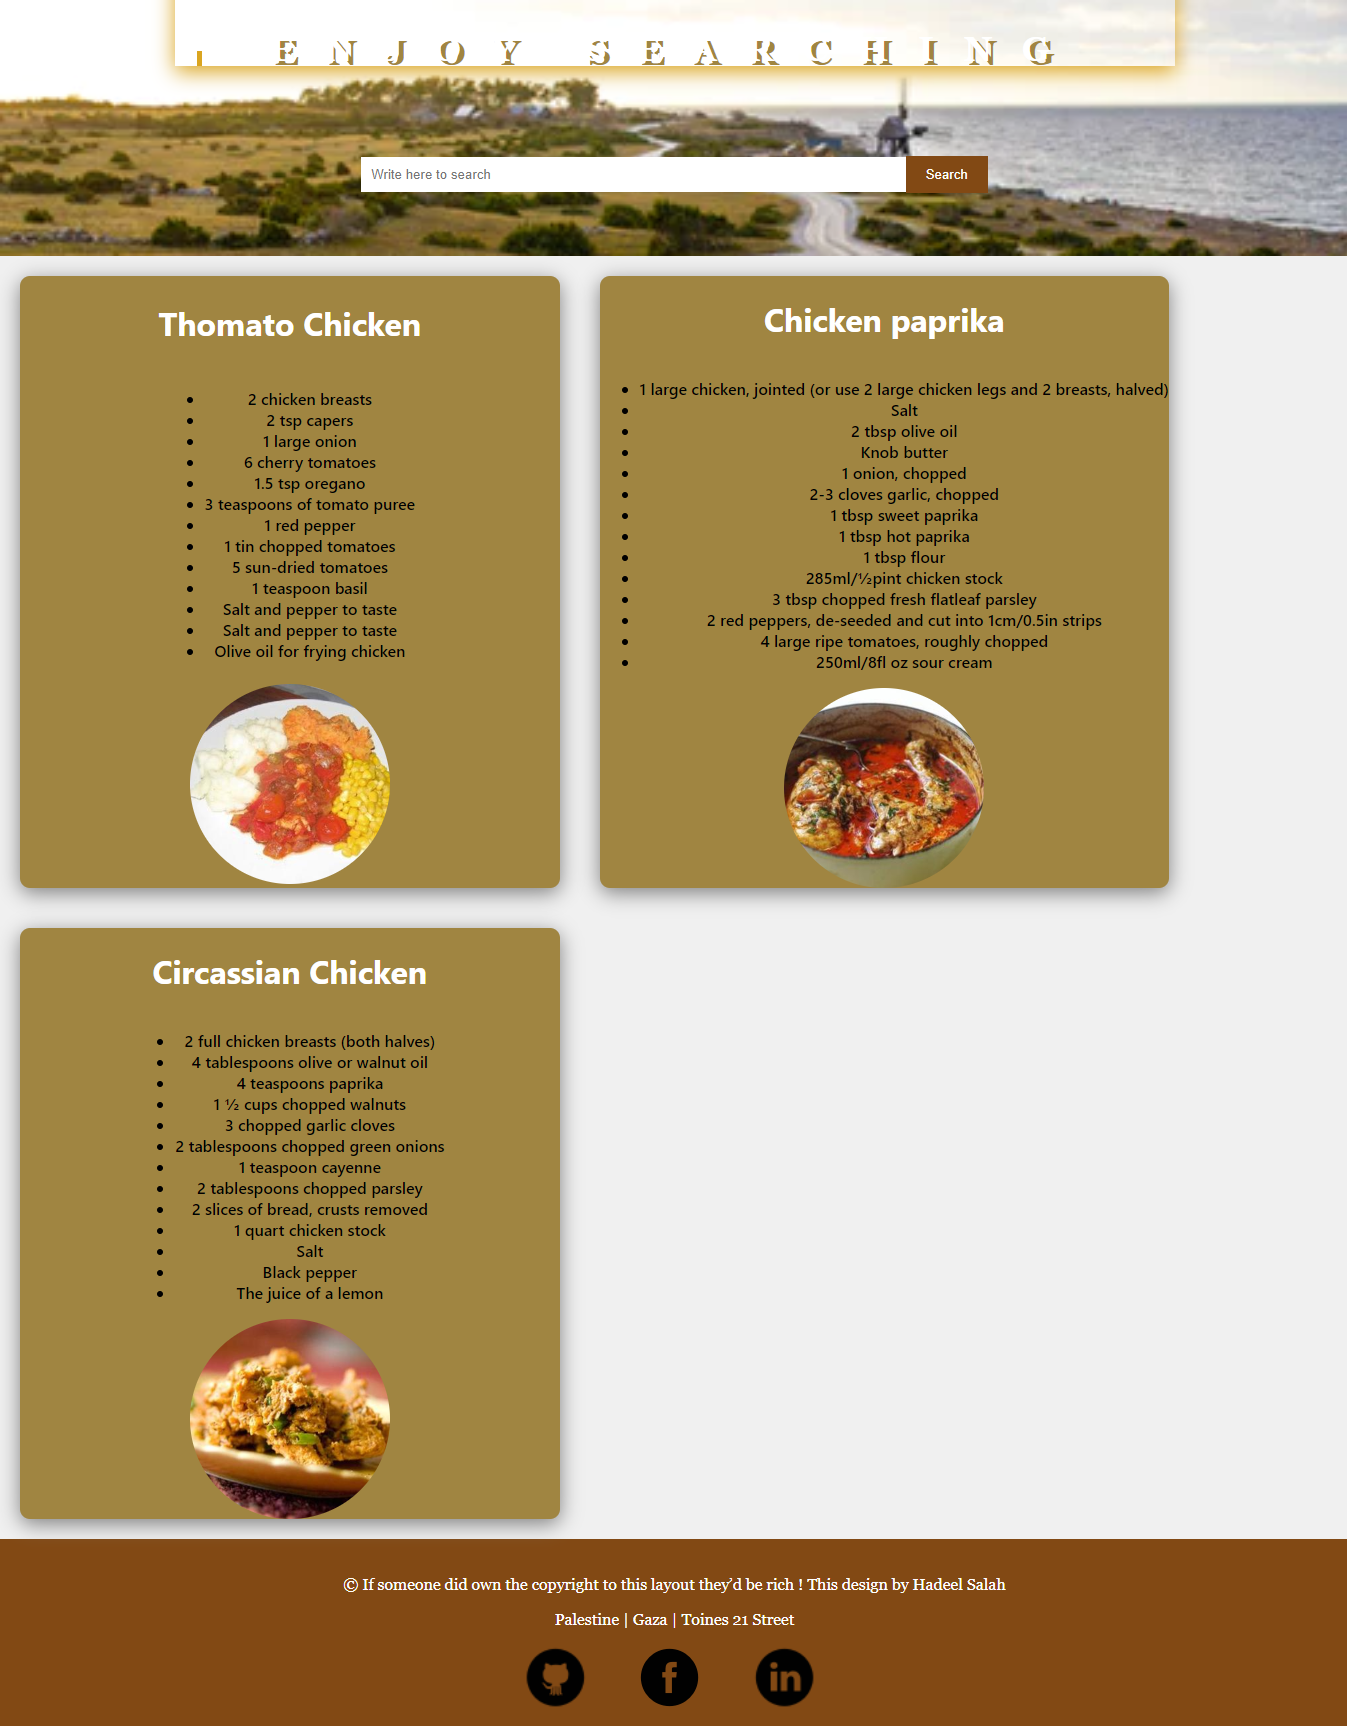 ENJOY SEARCHING
Write here to search
Search
Thomato Chicken
2 chicken breasts
2 tsp capers
1 large onion
6 cherry tomatoes
1.5 tsp oregano
3 teaspoons of tomato puree
1 red pepper
1 tin chopped tomatoes
5 sun-dried tomatoes
1 teaspoon basil
Salt and pepper to taste
Salt and pepper to taste
Olive oil for frying chicken
Chicken paprika
1 large chicken, jointed (or use 2 large chicken legs and 2 breasts, halved)
Salt
2 tbsp olive oil
Knob butter
1 onion, chopped
2-3 cloves garlic, chopped
1 tbsp sweet paprika
1 tbsp hot paprika
1 tbsp flour
285ml/½pint chicken stock
3 tbsp chopped fresh flatleaf parsley
2 red peppers, de-seeded and cut into 1cm/0.5in strips
4 large ripe tomatoes, roughly chopped
250ml/8fl oz sour cream
Circassian Chicken
2 full chicken breasts (both halves)
4 tablespoons olive or walnut oil
4 teaspoons paprika
1 ½ cups chopped walnuts
3 chopped garlic cloves
2 tablespoons chopped green onions
1 teaspoon cayenne
2 tablespoons chopped parsley
2 slices of bread, crusts removed
1 quart chicken stock
Salt
Black pepper
The juice of a lemon
© If someone did own the copyright to this layout they'd be rich ! This design by Hadeel Salah
Palestine | Gaza | Toines 21 Street